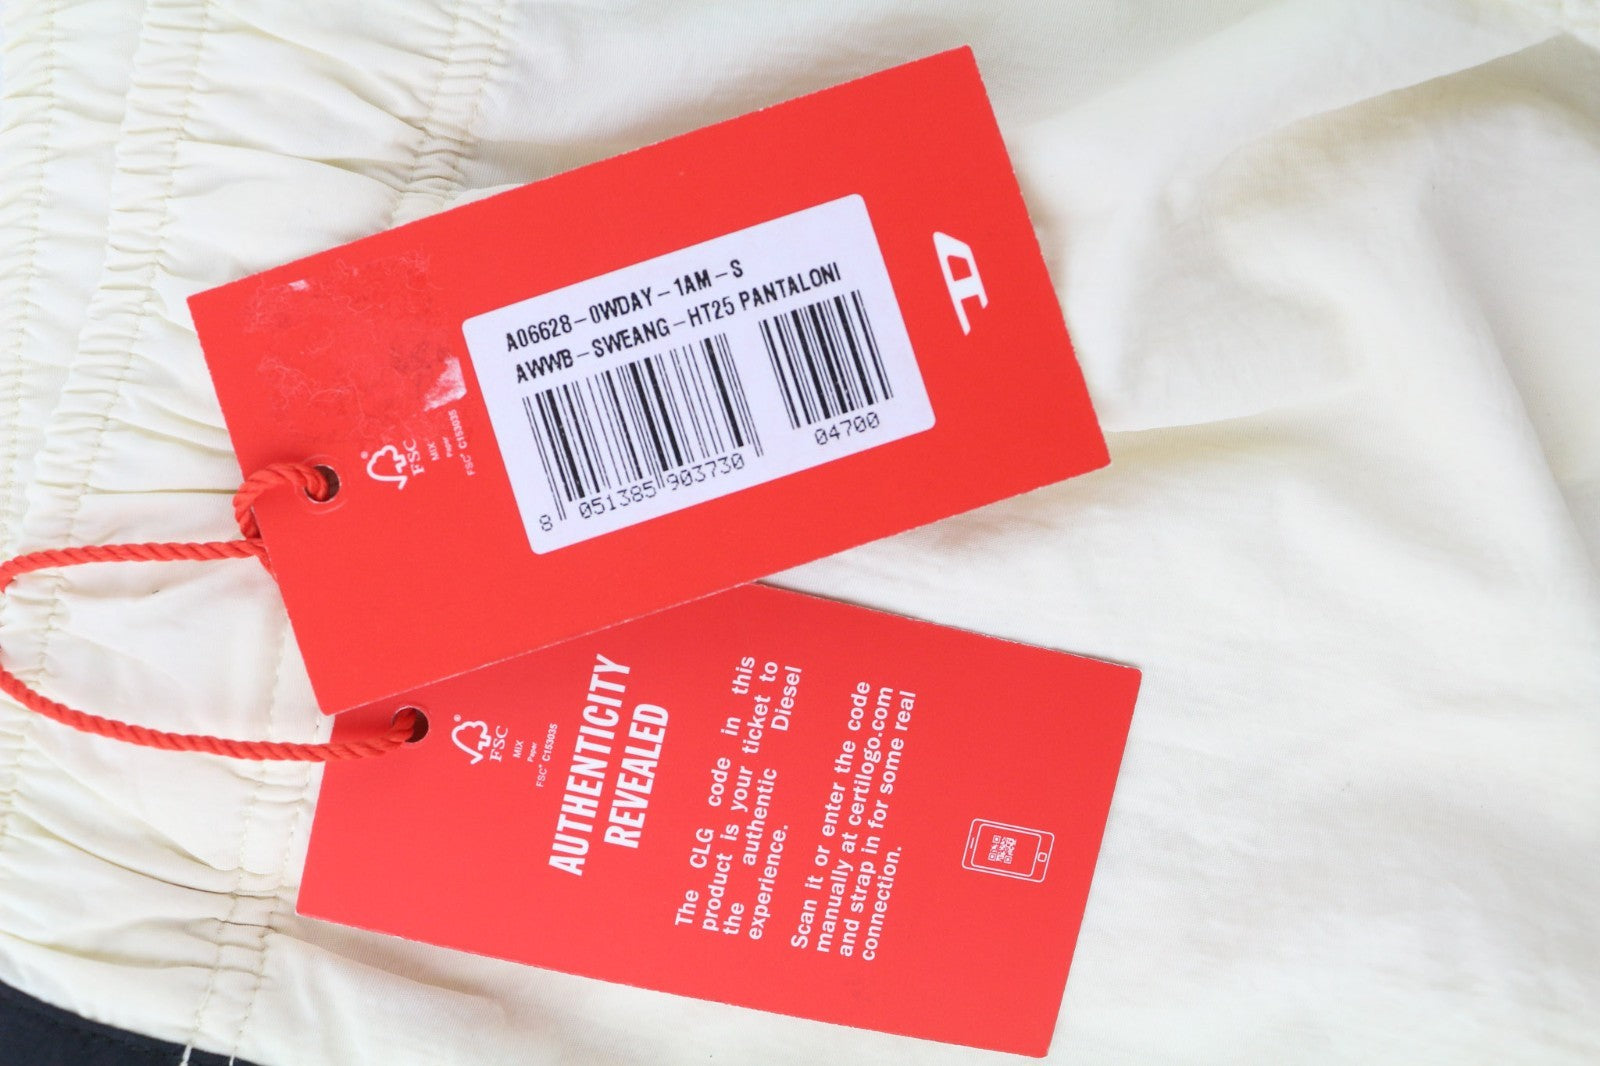 A06628-0WDAY-1AM-S
AWWB-SWEANG-HT25 PANTALONI
8 051385 903730
04700
FSC®
MIX
Paper
FSC® C153035
D
FSC®
MIX
Paper
FSC® C153035
AUTHENTICITY
REVEALED
The CLG code in this
product is your ticket to
the authentic Diesel
experience.
Scan it or enter the code
manually at certilogo.com
and strap in for some real
connection.